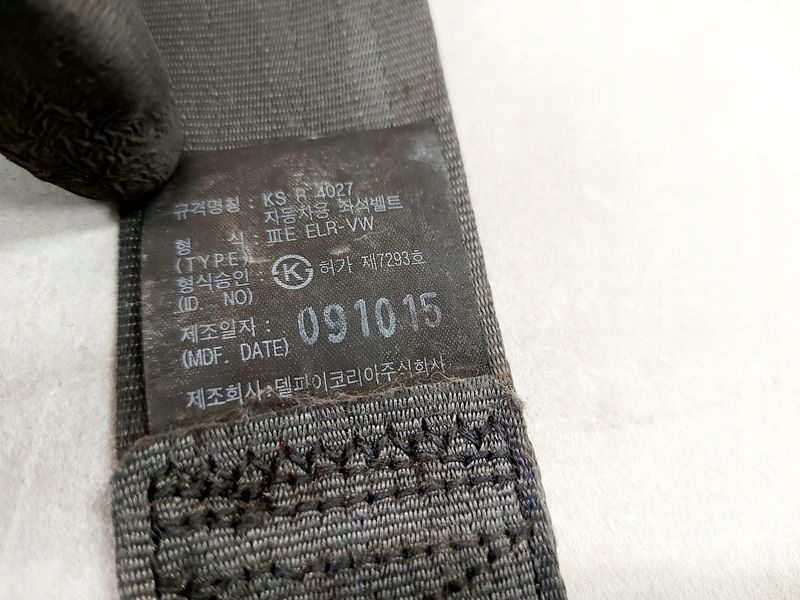 규격명칭 : KS R 4027
자동차용 좌석벨트
형 식 : ⅢE ELR-VW
(TYPE)
형식승인 : K 허가 제7293호
(ID. NO)
제조일자 : 091015
(MDF. DATE)
제조회사 : 델파이코리아주식회사